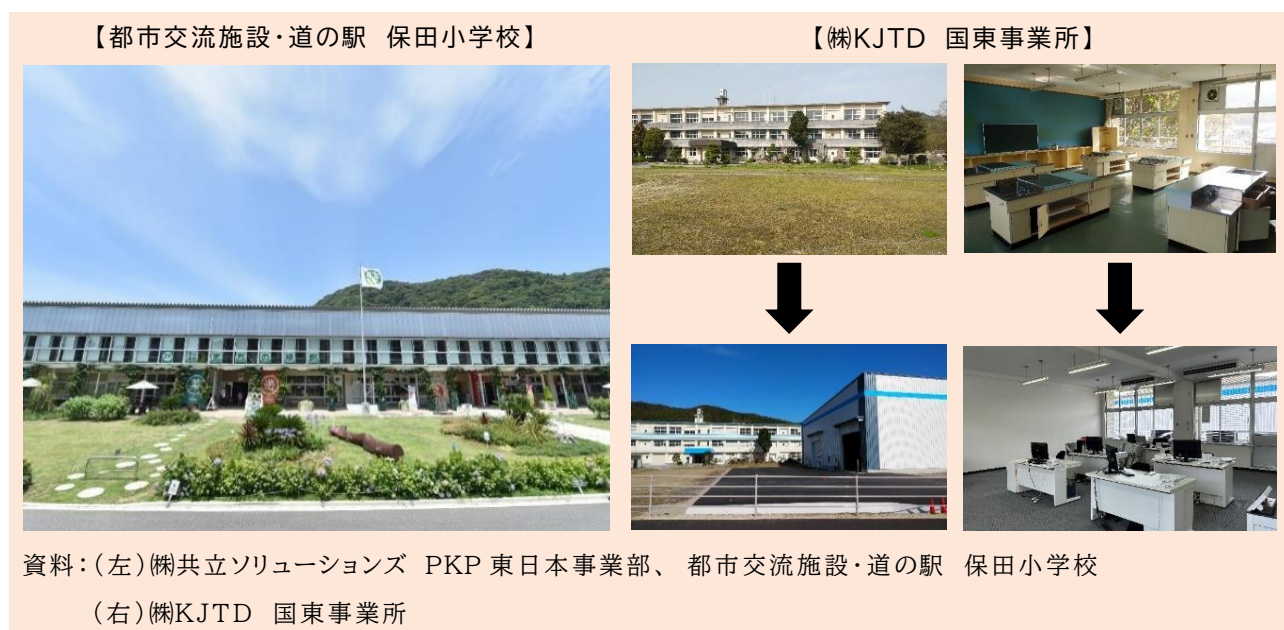 【都市交流施設・道の駅 保田小学校】
【㈱KJTD 国東事業所】
資料：（左）㈱共立ソリューションズ PKP東日本事業部、都市交流施設・道の駅 保田小学校
（右）㈱KJTD 国東事業所